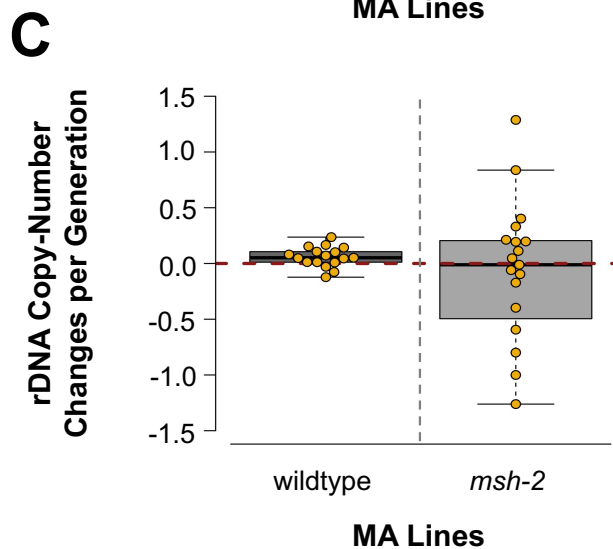 MA Lines
C
rDNA Copy-Number
Changes per Generation
1.5
1.0
0.5
0.0
-0.5
-1.0
-1.5
wildtype msh-2
MA Lines